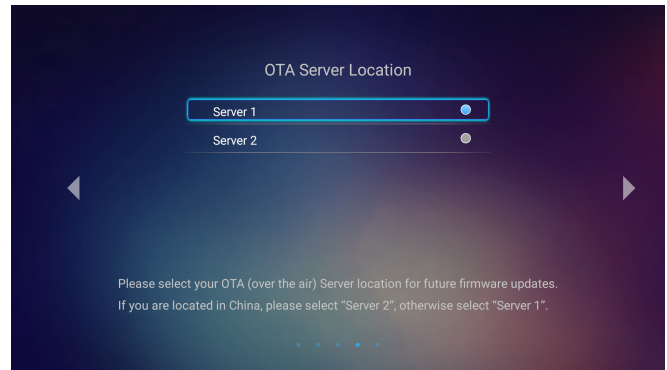 OTA Server Location
Server 1
Server 2
Please select your OTA (over the air) Server location for future firmware updates.
If you are located in China, please select “Server 2”, otherwise select “Server 1”.